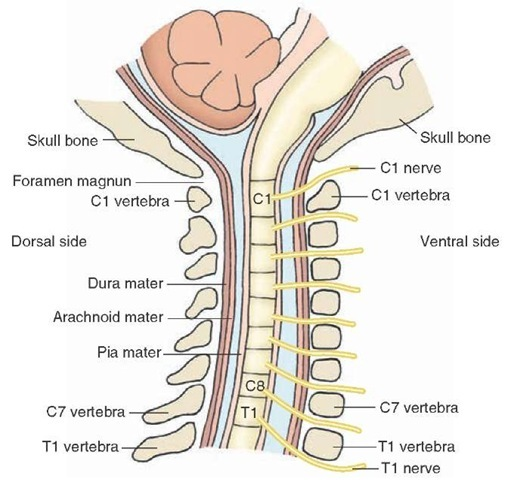 Skull bone
Skull bone
C1 nerve
Foramen magnun
C1 vertebra
C1
C1 vertebra
Dorsal side
Ventral side
Dura mater
Arachnoid mater
Pia mater
C8
C7 vertebra
T1
C7 vertebra
T1 vertebra
T1 vertebra
T1 nerve